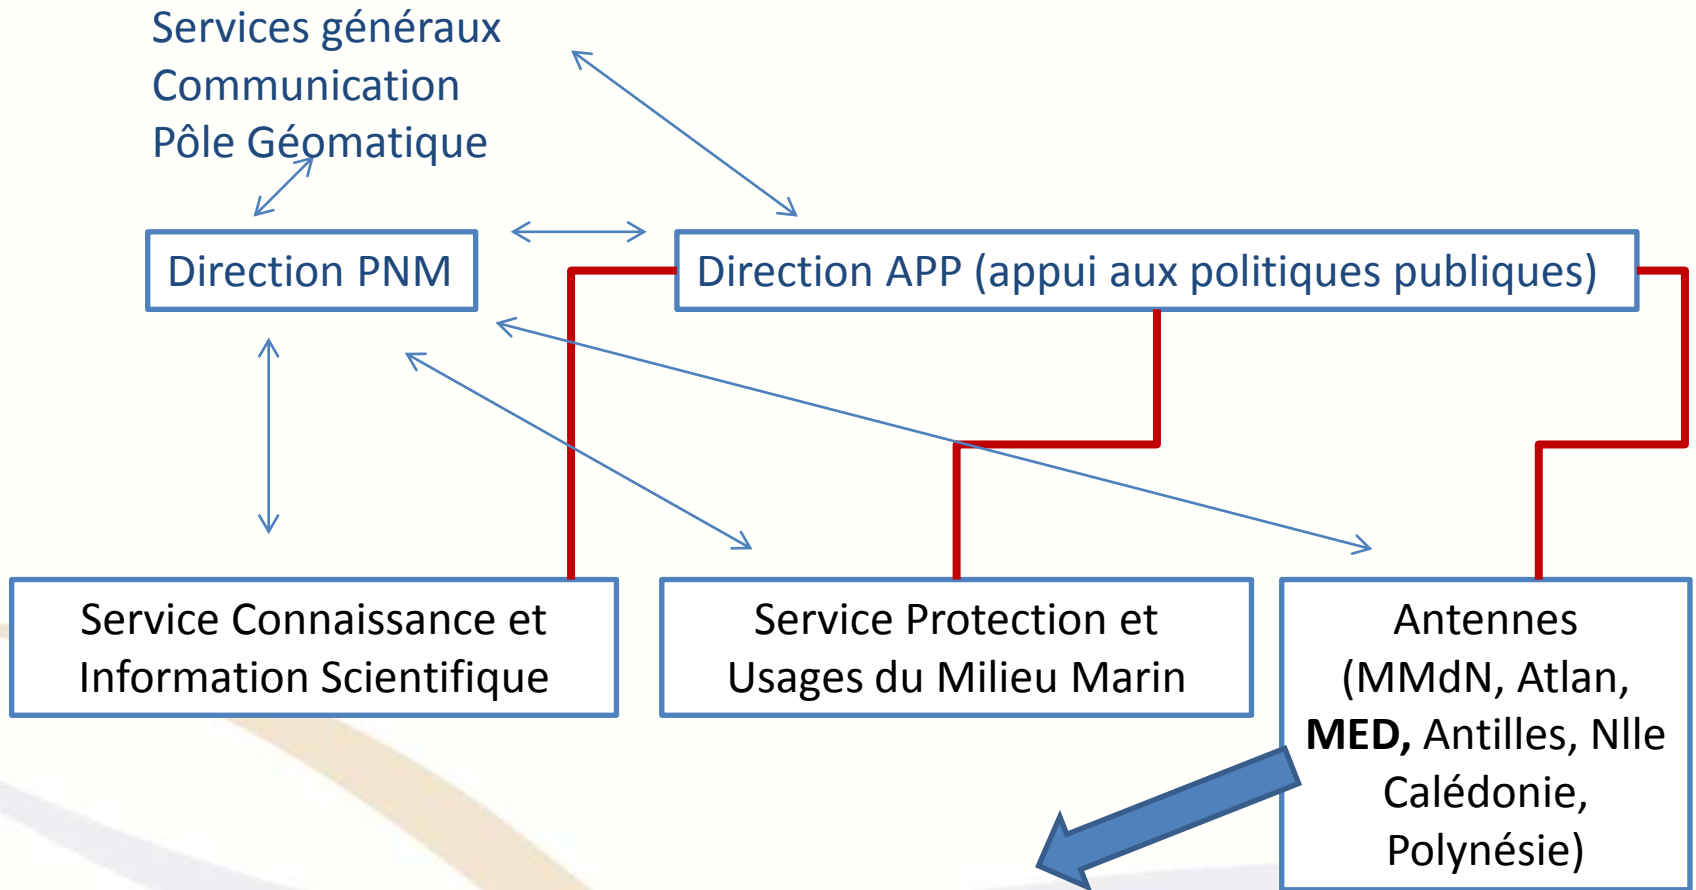 Services généraux
Communication
Pôle Géomatique
Direction PNM
Direction APP (appui aux politiques publiques)
Service Connaissance et
Information Scientifique
Service Protection et
Usages du Milieu Marin
Antennes
(MMdN, Atlan,
MED, Antilles, Nlle
Calédonie,
Polynésie)